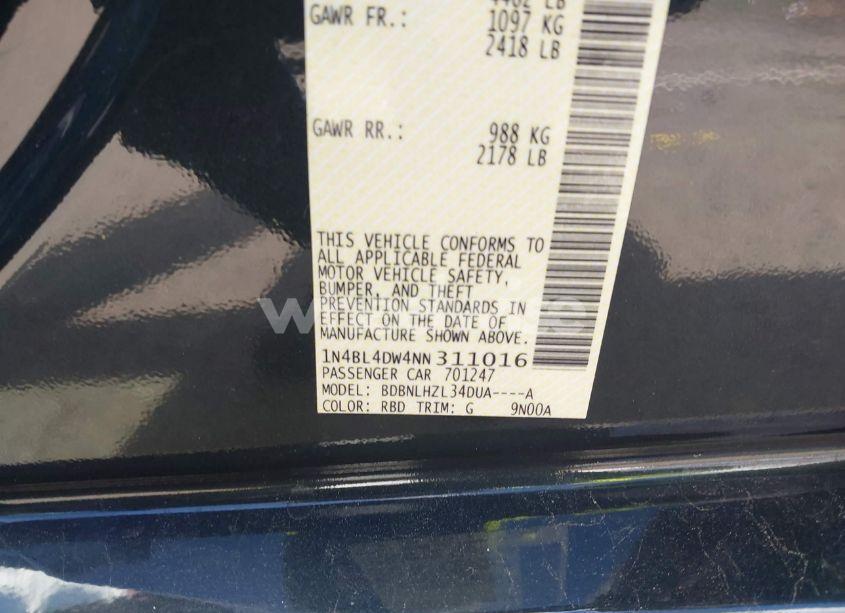 GAWR FR.: 1097 KG
2418 LB
GAWR RR.: 988 KG
2178 LB
THIS VEHICLE CONFORMS TO
ALL APPLICABLE FEDERAL
MOTOR VEHICLE SAFETY,
BUMPER, AND THEFT
PREVENTION STANDARDS IN
EFFECT ON THE DATE OF
MANUFACTURE SHOWN ABOVE.
1N4BL4DW4NN311016
PASSENGER CAR 701247
MODEL: BDBNLHZL34DUA----A
COLOR: RBD TRIM: G 9N00A